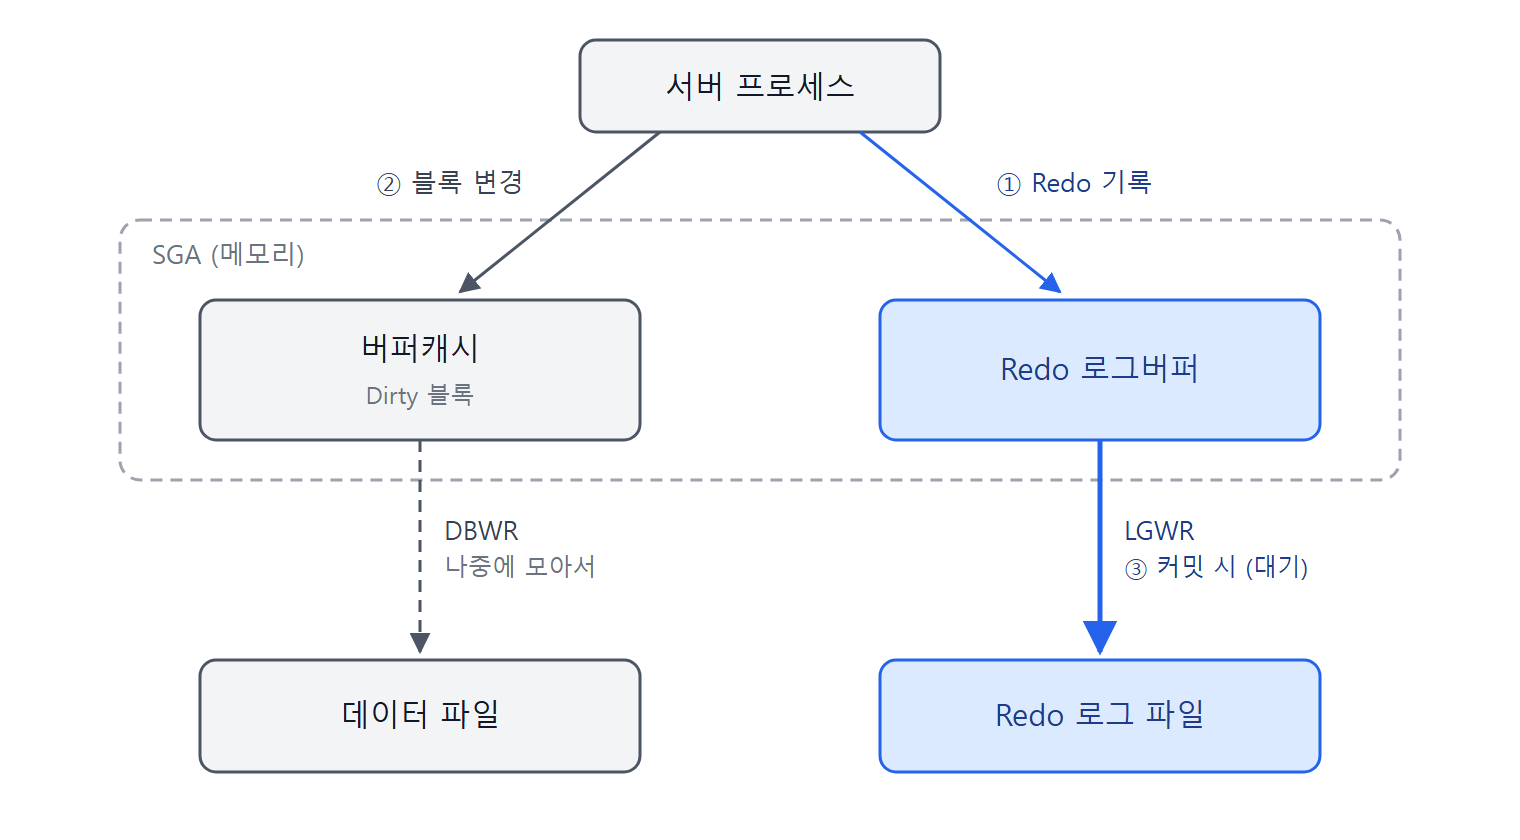 서버 프로세스
② 블록 변경
① Redo 기록
SGA (메모리)
버퍼캐시
Dirty 블록
Redo 로그버퍼
DBWR
나중에 모아서
LGWR
③ 커밋 시 (대기)
데이터 파일
Redo 로그 파일